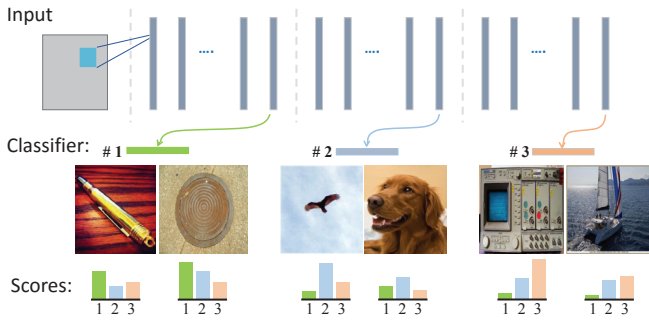 Input
.... .... ....
Classifier: # 1 # 2 # 3
Scores:
1 2 3 1 2 3 1 2 3 1 2 3 1 2 3 1 2 3